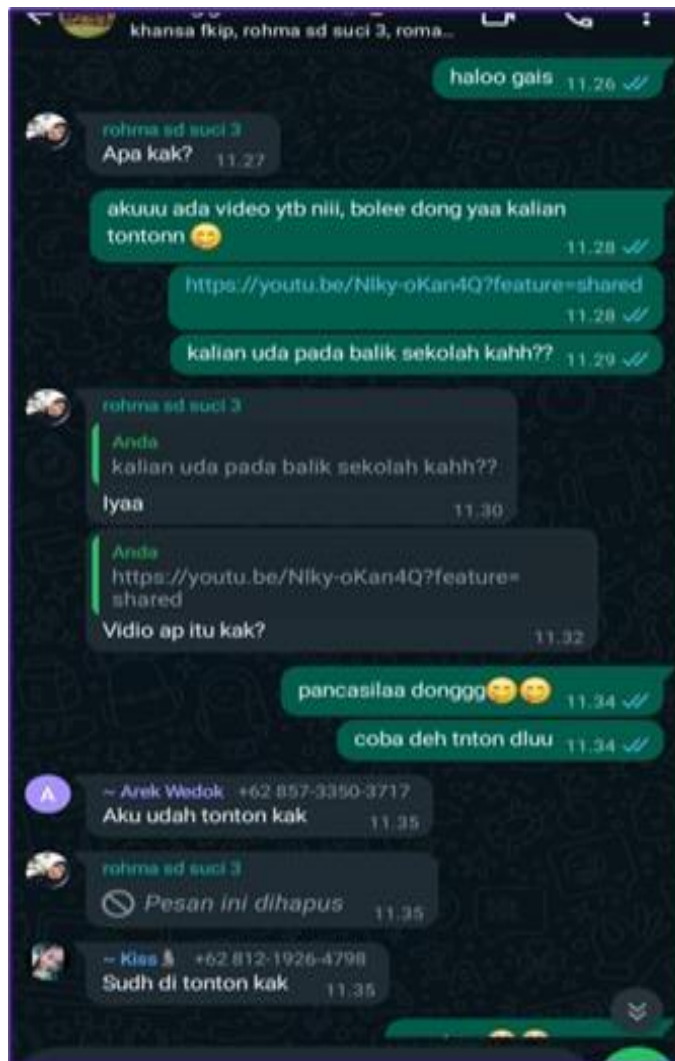 khansa fkip, rohma sd suci 3, roma...
haloo gais 11.26
rohma sd suci 3
Apa kak? 11.27
akuuu ada video ytb niii, bolee dong yaa kalian
tontonn 😋
11.28
https://youtu.be/Nlky-oKan4Q?feature=shared
11.28
kalian uda pada balik sekolah kahh?? 11.29
rohma sd suci 3
Anda
kalian uda pada balik sekolah kahh??
Iyaa
11.30
Anda
https://youtu.be/Nlky-oKan4Q?feature=
shared
Vidio ap itu kak?
11.32
pancasilaa donggg😋😋 11.34
coba deh tnton dluu 11.34
A
~ Arek Wedok +62 857-3350-3717
Aku udah tonton kak 11.35
rohma sd suci 3
Pesan ini dihapus 11.35
~ Kiss +62 812-1926-4798
Sudh di tonton kak 11.35